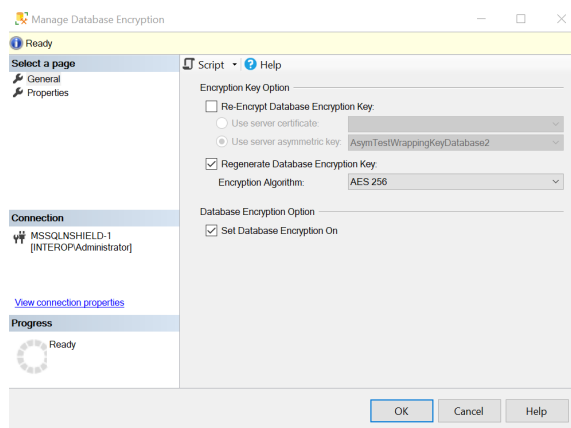 Manage Database Encryption
Ready
Select a page
General
Properties
Script Help
Encryption Key Option
Re-Encrypt Database Encryption Key:
Use server certificate:
Use server asymmetric key: AsymTestWrappingKeyDatabase2
Regenerate Database Encryption Key:
Encryption Algorithm: AES 256
Database Encryption Option
Set Database Encryption On
Connection
MSSQLNSHIELD-1
[INTEROP\Administrator]
View connection properties
Progress
Ready
OK Cancel Help